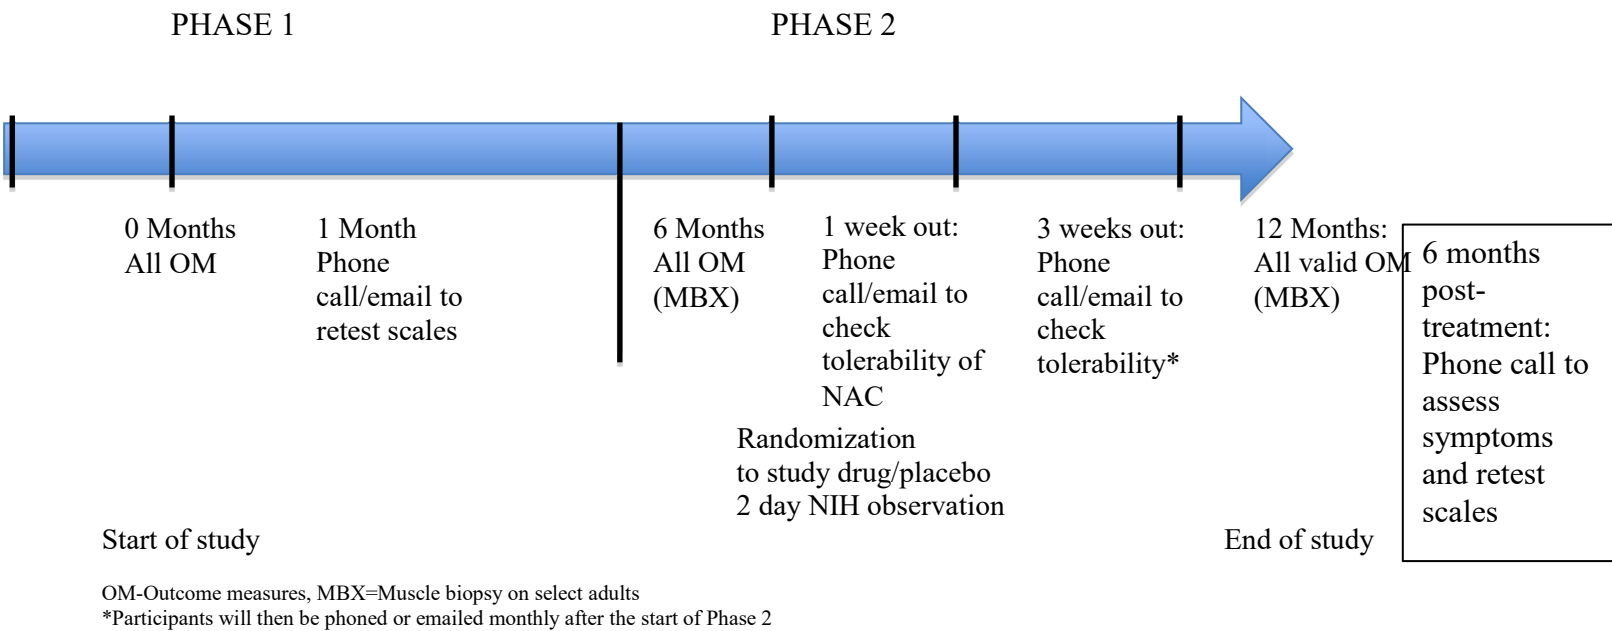 PHASE 1
PHASE 2
0 Months
All OM
1 Month
Phone
call/email to
retest scales
6 Months
All OM
(MBX)
1 week out:
Phone
call/email to
check
tolerability of
NAC
3 weeks out:
Phone
call/email to
check
tolerability*
12 Months:
All valid OM
(MBX)
6 months
post-
treatment:
Phone call to
assess
symptoms
and retest
scales
Randomization
to study drug/placebo
2 day NIH observation
Start of study
End of study
OM-Outcome measures, MBX=Muscle biopsy on select adults
*Participants will then be phoned or emailed monthly after the start of Phase 2